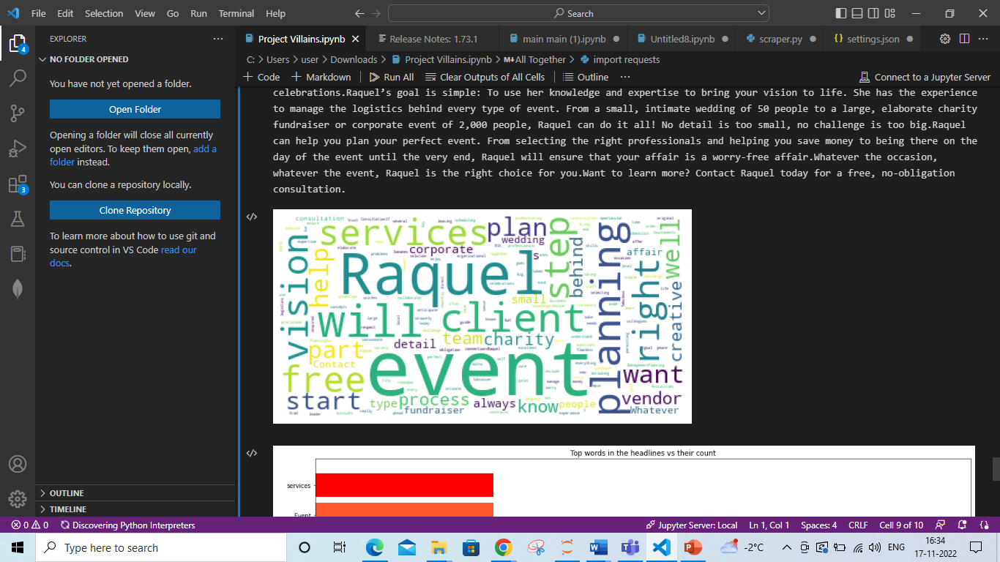 File Edit Selection View Go Run Terminal Help
Search
EXPLORER
NO FOLDER OPENED
You have not yet opened a folder.
Open Folder
Opening a folder will close all currently
open editors. To keep them open, add a
folder instead.
You can clone a repository locally.
Clone Repository
To learn more about how to use git and
source control in VS Code read our
docs.
OUTLINE
TIMELINE
4
3
Project Villains.ipynb Release Notes: 1.73.1 main main (1).ipynb Untitled8.ipynb scraper.py settings.json
C: > Users > user > Downloads > Project Villains.ipynb > M↓All Together > import requests
Code Markdown Run All Clear Outputs of All Cells Outline Connect to a Jupyter Server
celebrations.Raquel’s goal is simple: To use her knowledge and expertise to bring your vision to life. She has the experience
to manage the logistics behind every type of event. From a small, intimate wedding of 50 people to a large, elaborate charity
fundraiser or corporate event of 2,000 people, Raquel can do it all! No detail is too small, no challenge is too big.Raquel
can help you plan your perfect event. From selecting the right professionals and helping you save money to being there on the
day of the event until the very end, Raquel will ensure that your affair is a worry-free affair.Whatever the occasion,
whatever the event, Raquel is the right choice for you.Want to learn more? Contact Raquel today for a free, no-obligation
consultation.
consultation
services
plan
wedding
corporate
step
behind
planning
affair
well
right
creative
vision
help
Raquel
s
small
will
client
detail
team
charity
part
Contact
free
event
want
start
type
process
always
know
people
fundraiser
vendor
Whatever
Top words in the headlines vs their count
services
Event
0 0 Discovering Python Interpreters Jupyter Server: Local Ln 1, Col 1 Spaces: 4 CRLF Cell 9 of 10
Type here to search
-2°C
ENG
16:34
17-11-2022